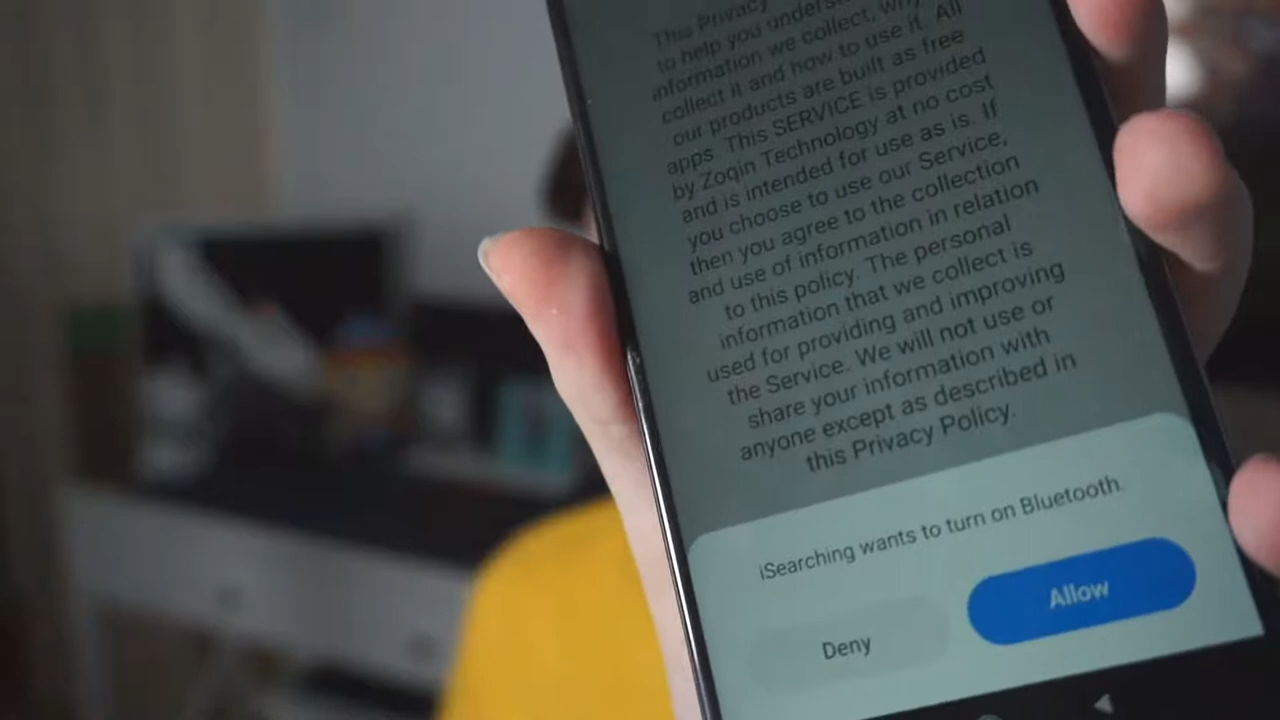 This Privacy
to help you underst
information we collect, why
collect it and how to use it. All
our products are built as free
apps. This SERVICE is provided
by Zoqin Technology at no cost
and is intended for use as is. If
you choose to use our Service,
then you agree to the collection
and use of information in relation
to this policy. The personal
information that we collect is
used for providing and improving
the Service. We will not use or
share your information with
anyone except as described in
this Privacy Policy.
iSearching wants to turn on Bluetooth.
Deny
Allow